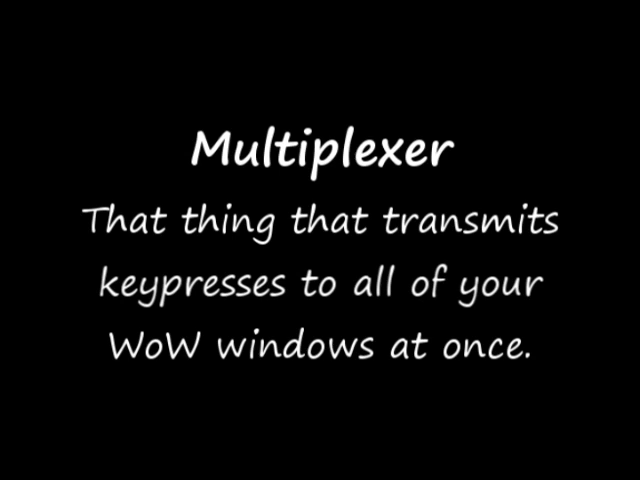 Multiplexer
That thing that transmits
keypresses to all of your
WoW windows at once.